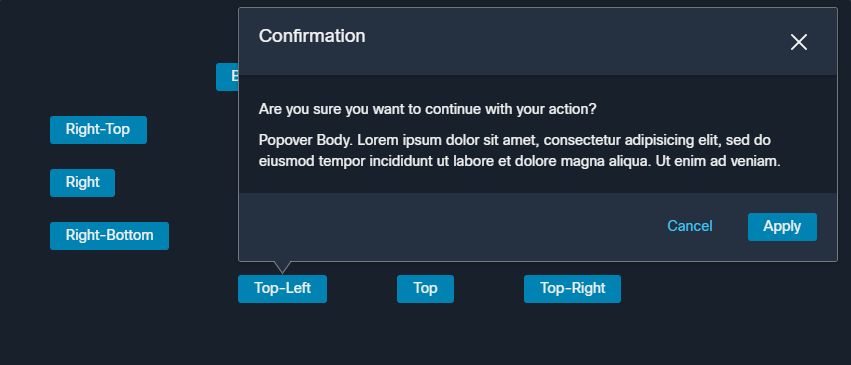 Confirmation
Right-Top
Are you sure you want to continue with your action?
Popover Body. Lorem ipsum dolor sit amet, consectetur adipisicing elit, sed do
eiusmod tempor incididunt ut labore et dolore magna aliqua. Ut enim ad veniam.
Right
Right-Bottom
Cancel
Apply
Top-Left
Top
Top-Right